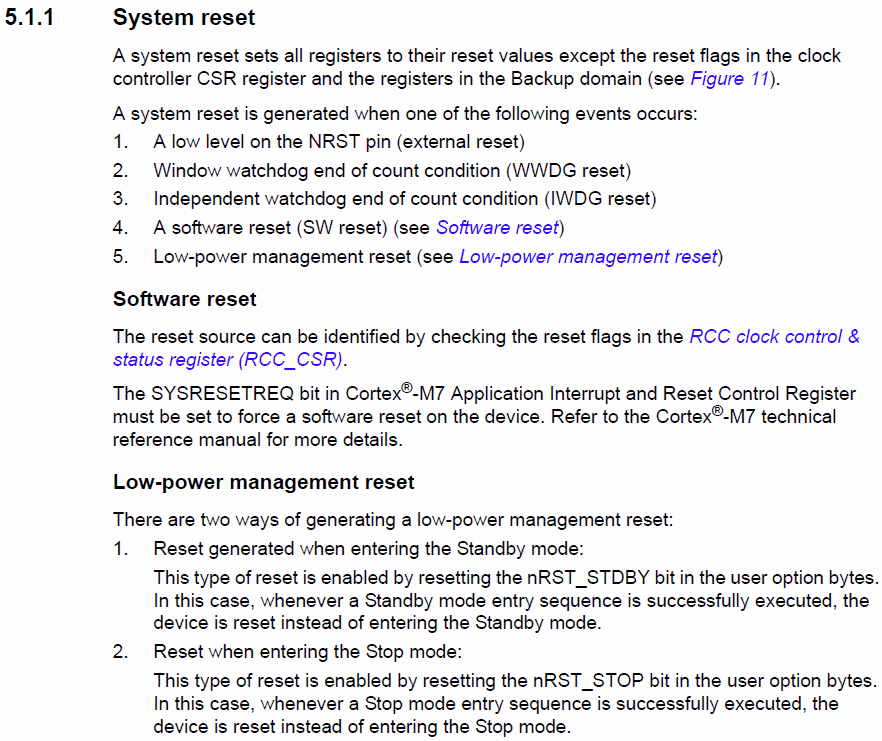 5.1.1 System reset
A system reset sets all registers to their reset values except the reset flags in the clock
controller CSR register and the registers in the Backup domain (see Figure 11).
A system reset is generated when one of the following events occurs:
1. A low level on the NRST pin (external reset)
2. Window watchdog end of count condition (WWDG reset)
3. Independent watchdog end of count condition (IWDG reset)
4. A software reset (SW reset) (see Software reset)
5. Low-power management reset (see Low-power management reset)
Software reset
The reset source can be identified by checking the reset flags in the RCC clock control &
status register (RCC_CSR).
The SYSRESETREQ bit in Cortex®-M7 Application Interrupt and Reset Control Register
must be set to force a software reset on the device. Refer to the Cortex®-M7 technical
reference manual for more details.
Low-power management reset
There are two ways of generating a low-power management reset:
1. Reset generated when entering the Standby mode:
This type of reset is enabled by resetting the nRST_STDBY bit in the user option bytes.
In this case, whenever a Standby mode entry sequence is successfully executed, the
device is reset instead of entering the Standby mode.
2. Reset when entering the Stop mode:
This type of reset is enabled by resetting the nRST_STOP bit in the user option bytes.
In this case, whenever a Stop mode entry sequence is successfully executed, the
device is reset instead of entering the Stop mode.